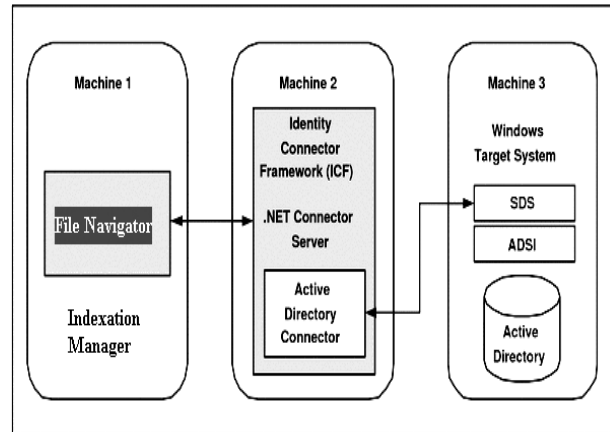 Machine 1
File Navigator
Indexation
Manager
Machine 2
Identity
Connector
Framework (ICF)
.NET Connector
Server
Active
Directory
Connector
Machine 3
Windows
Target System
SDS
ADSI
Active
Directory